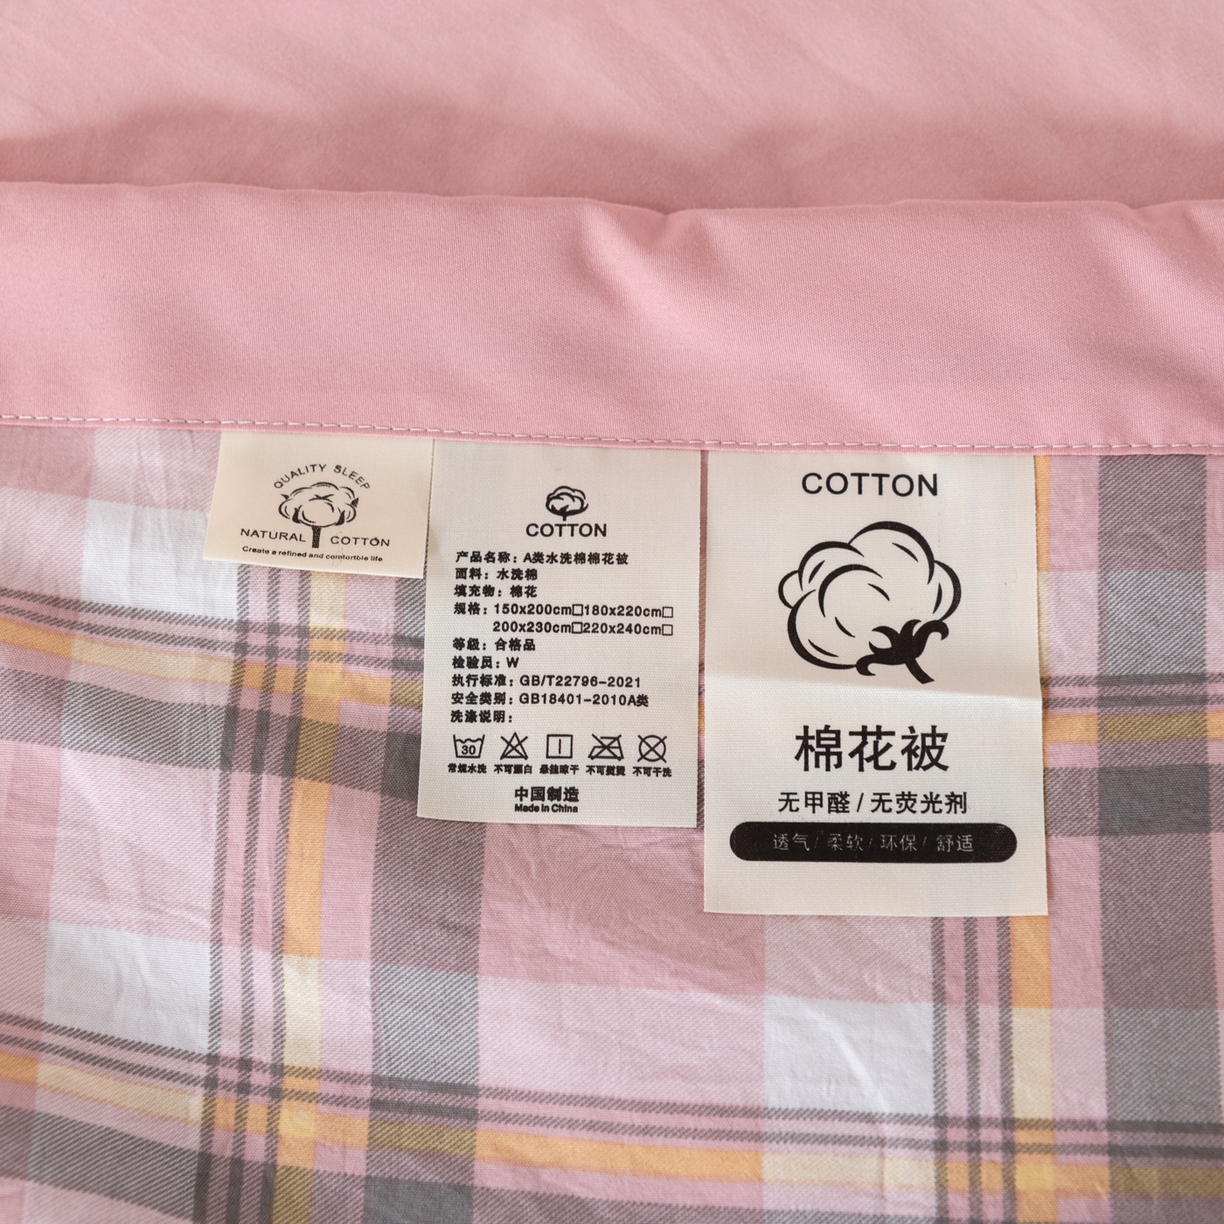 QUALITY SLEEP
NATURAL COTTON
Create a refined and comfortble life
COTTON
产品名称：A类水洗棉棉花被
面料：水洗棉
填充物：棉花
规格：150x200cm□180x220cm□
200x230cm□220x240cm□
等级：合格品
检验员：W
执行标准：GB/T22796-2021
安全类别：GB18401-2010A类
洗涤说明：
30
常规水洗 不可漂白 悬挂晾干 不可熨烫 不可干洗
中国制造
Made in China
COTTON
棉花被
无甲醛/无荧光剂
透气/柔软/环保/舒适